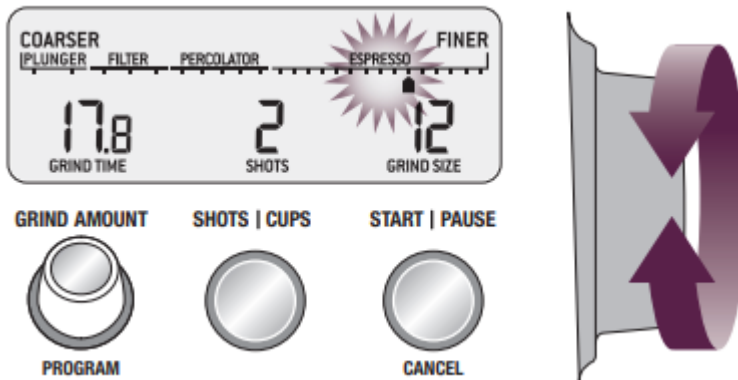 COARSER FINER
PLUNGER FILTER PERCOLATOR ESPRESSO
17.8 2 12
GRIND TIME SHOTS GRIND SIZE
GRIND AMOUNT SHOTS | CUPS START | PAUSE
PROGRAM CANCEL